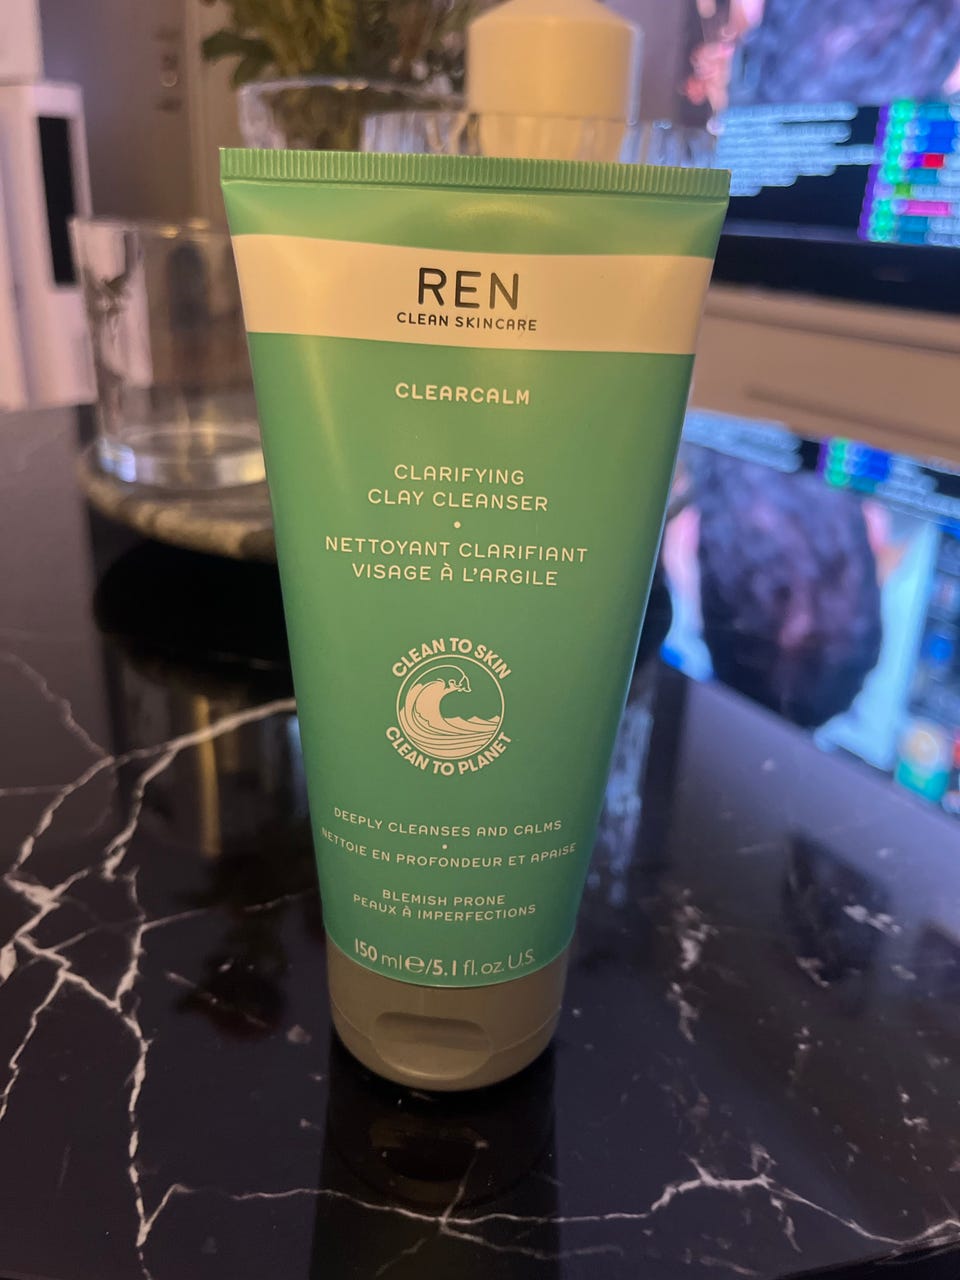 REN
CLEAN SKINCARE
CLEARCALM
CLARIFYING
CLAY CLEANSER
•
NETTOYANT CLARIFIANT
VISAGE À L'ARGILE
CLEAN TO SKIN
CLEAN TO PLANET
DEEPLY CLEANSES AND CALMS
•
NETTOIE EN PROFONDEUR ET APAISE
BLEMISH PRONE
PEAUX À IMPERFECTIONS
150 ml℮/5.1 fl. oz. U.S.